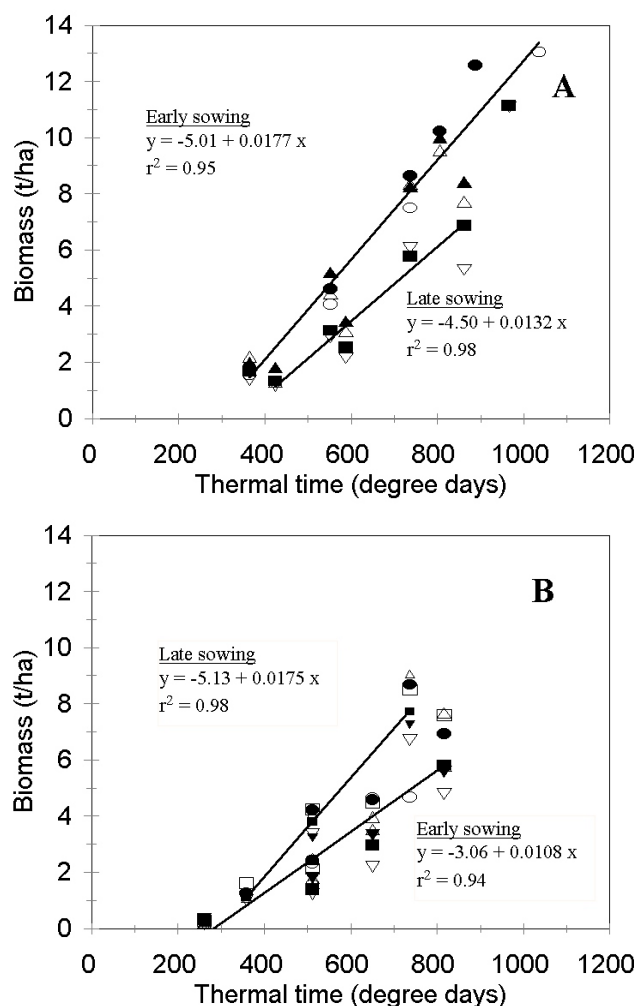 14
12
10
8
6
4
2
0
Biomass (t/ha)
A
Early sowing
y = -5.01 + 0.0177 x
r² = 0.95
Late sowing
y = -4.50 + 0.0132 x
r² = 0.98
0 200 400 600 800 1000 1200
Thermal time (degree days)
14
12
10
8
6
4
2
0
Biomass (t/ha)
B
Late sowing
y = -5.13 + 0.0175 x
r² = 0.98
Early sowing
y = -3.06 + 0.0108 x
r² = 0.94
0 200 400 600 800 1000 1200
Thermal time (degree days)